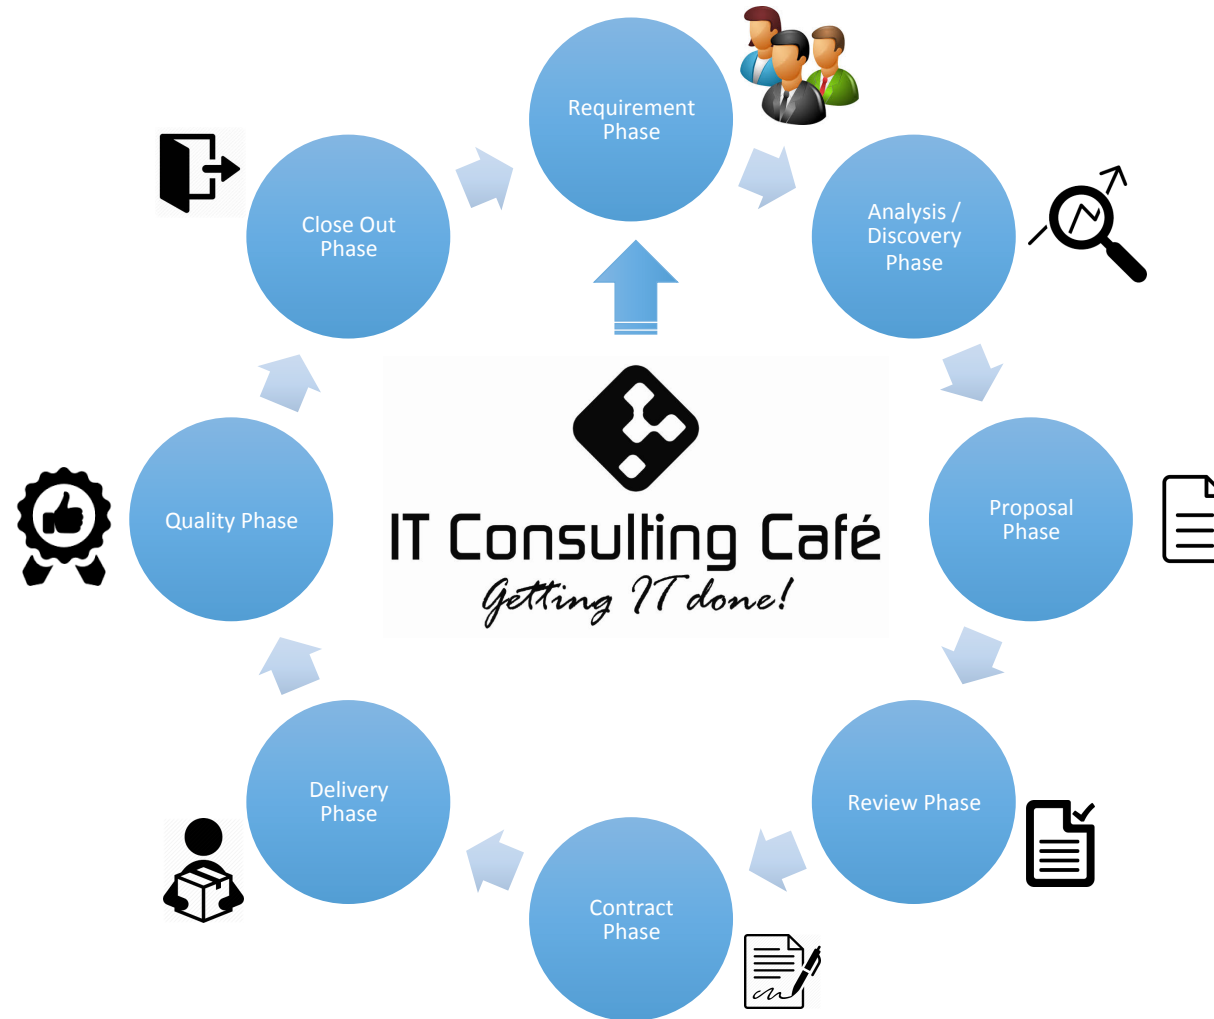 Requirement
Phase
Analysis /
Discovery
Phase
Proposal
Phase
Review Phase
Contract
Phase
Delivery
Phase
Quality Phase
Close Out
Phase
IT Consulting Café
Getting IT done!